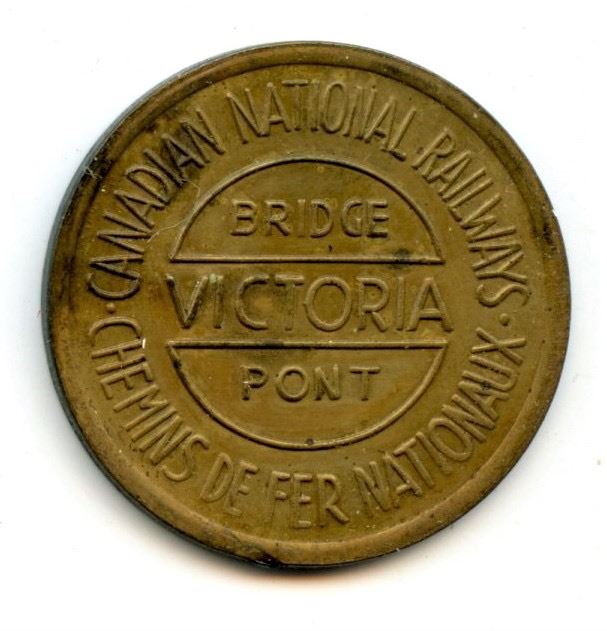 · CANADIAN NATIONAL RAILWAYS ·
BRIDGE
VICTORIA
PONT
CHEMINS DE FER NATIONAUX